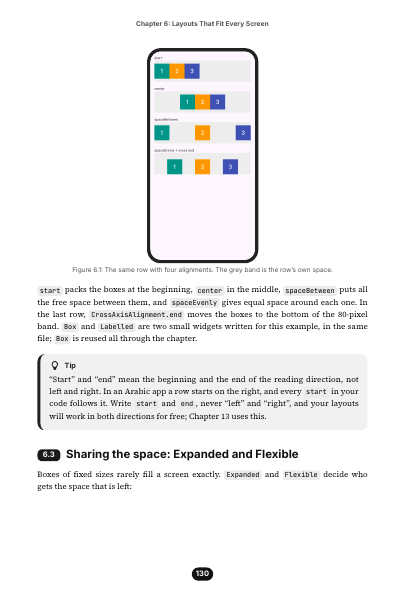 Chapter 6: Layouts That Fit Every Screen
start
1 2 3
center
1 2 3
spaceBetween
1 2 3
spaceEvenly + cross end
1 2 3
Figure 6.1: The same row with four alignments. The grey band is the row's own space.
start packs the boxes at the beginning, center in the middle, spaceBetween puts all
the free space between them, and spaceEvenly gives equal space around each one. In
the last row, CrossAxisAlignment.end moves the boxes to the bottom of the 80-pixel
band. Box and Labelled are two small widgets written for this example, in the same
file; Box is reused all through the chapter.
Tip
“Start” and “end” mean the beginning and the end of the reading direction, not
left and right. In an Arabic app a row starts on the right, and every start in your
code follows it. Write start and end, never “left” and “right”, and your layouts
will work in both directions for free; Chapter 13 uses this.
6.3 Sharing the space: Expanded and Flexible
Boxes of fixed sizes rarely fill a screen exactly. Expanded and Flexible decide who
gets the space that is left:
130